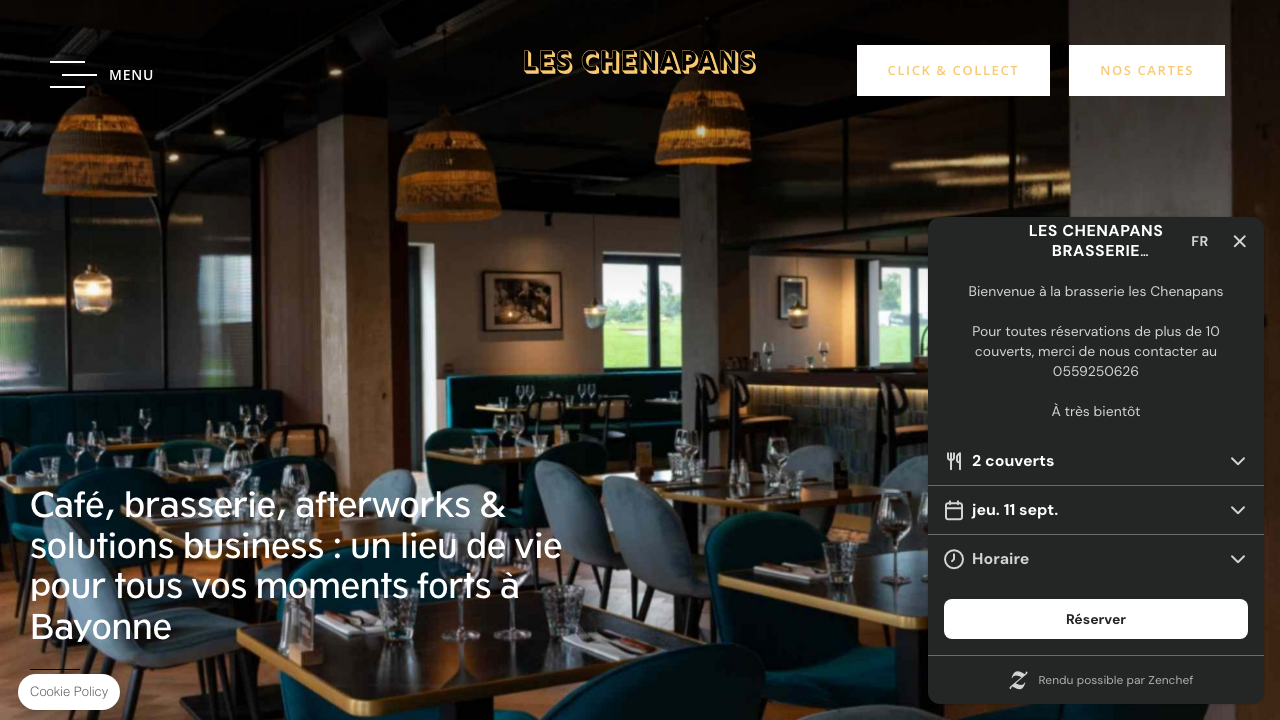 MENU
LES CHENAPANS
CLICK & COLLECT
NOS CARTES
Café, brasserie, afterworks &
solutions business : un lieu de vie
pour tous vos moments forts à
Bayonne
Cookie Policy
LES CHENAPANS
BRASSERIE…
FR
Bienvenue à la brasserie les Chenapans
Pour toutes réservations de plus de 10
couverts, merci de nous contacter au
0559250626
À très bientôt
2 couverts
jeu. 11 sept.
Horaire
Réserver
Rendu possible par Zenchef